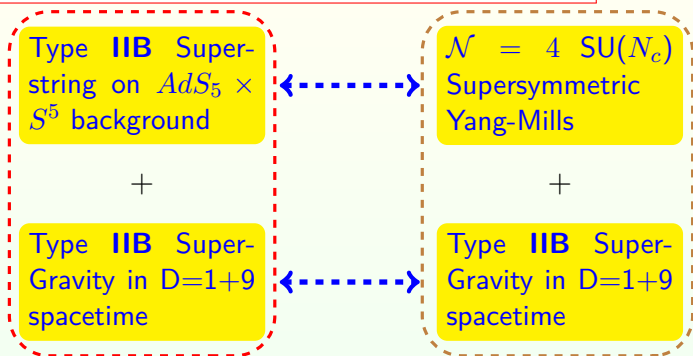 Type IIB Super-
string on AdS₅ ×
S⁵ background
+
Type IIB Super-
Gravity in D=1+9
spacetime
𝒩 = 4 SU(N_c)
Supersymmetric
Yang-Mills
+
Type IIB Super-
Gravity in D=1+9
spacetime